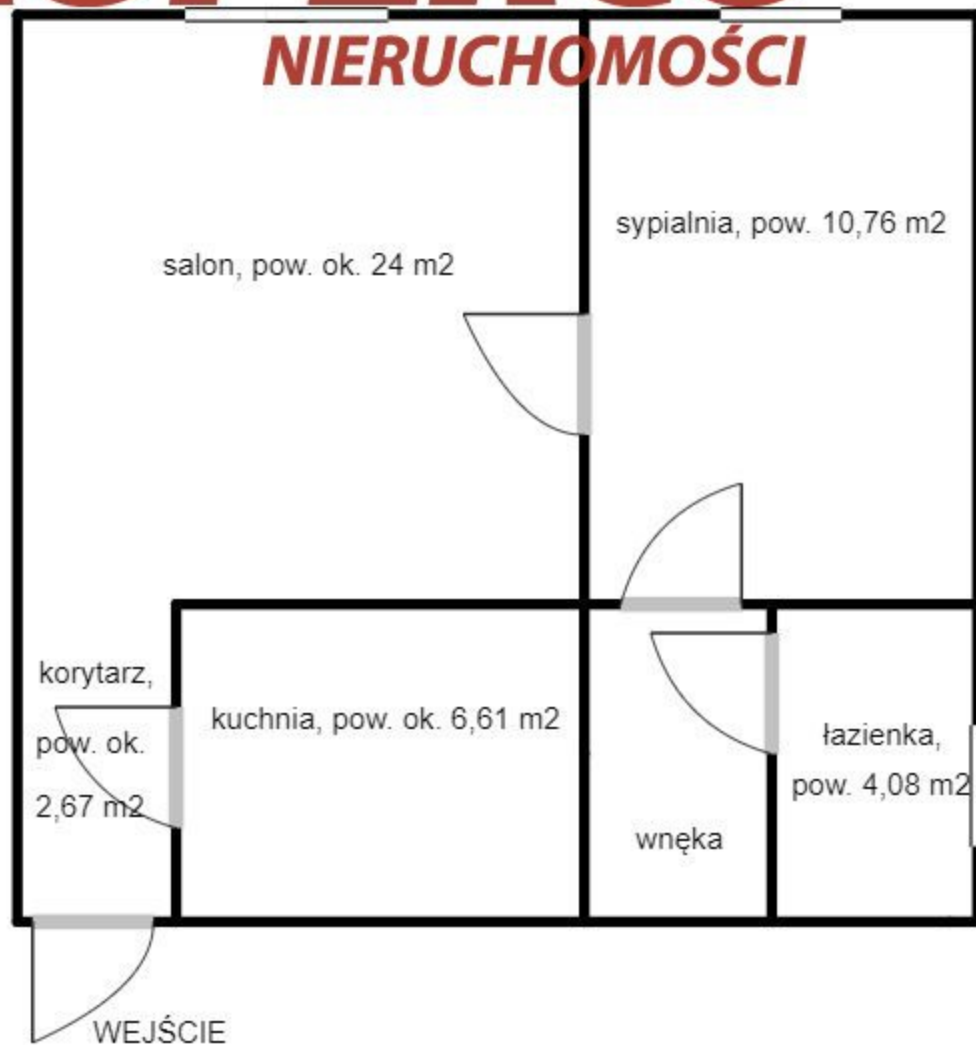 NIERUCHOMOŚCI
sypialnia, pow. 10,76 m2
salon, pow. ok. 24 m2
korytarz,
pow. ok.
2,67 m2
kuchnia, pow. ok. 6,61 m2
łazienka,
pow. 4,08 m2
wnęka
WEJŚCIE